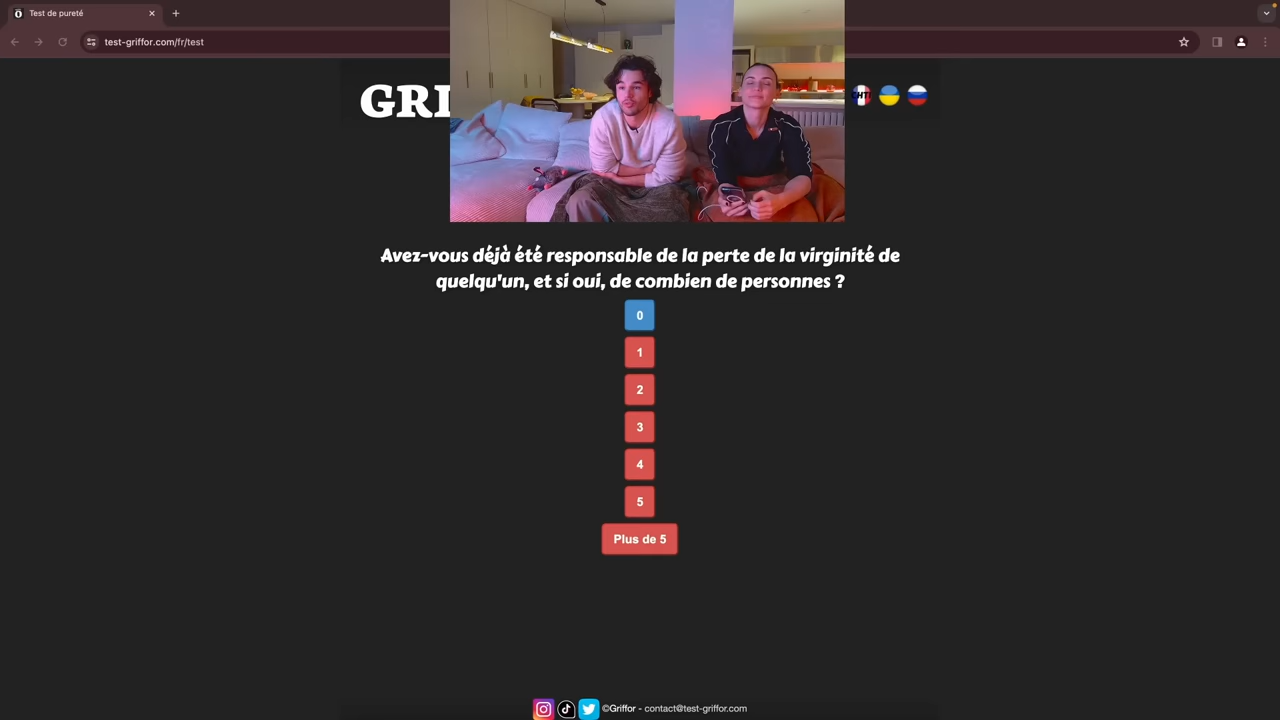 Test de pureté
test-griffor.com/fr/test
GRI
CHTI
Avez-vous déjà été responsable de la perte de la virginité de
quelqu'un, et si oui, de combien de personnes ?
0
1
2
3
4
5
Plus de 5
©Griffor - contact@test-griffor.com